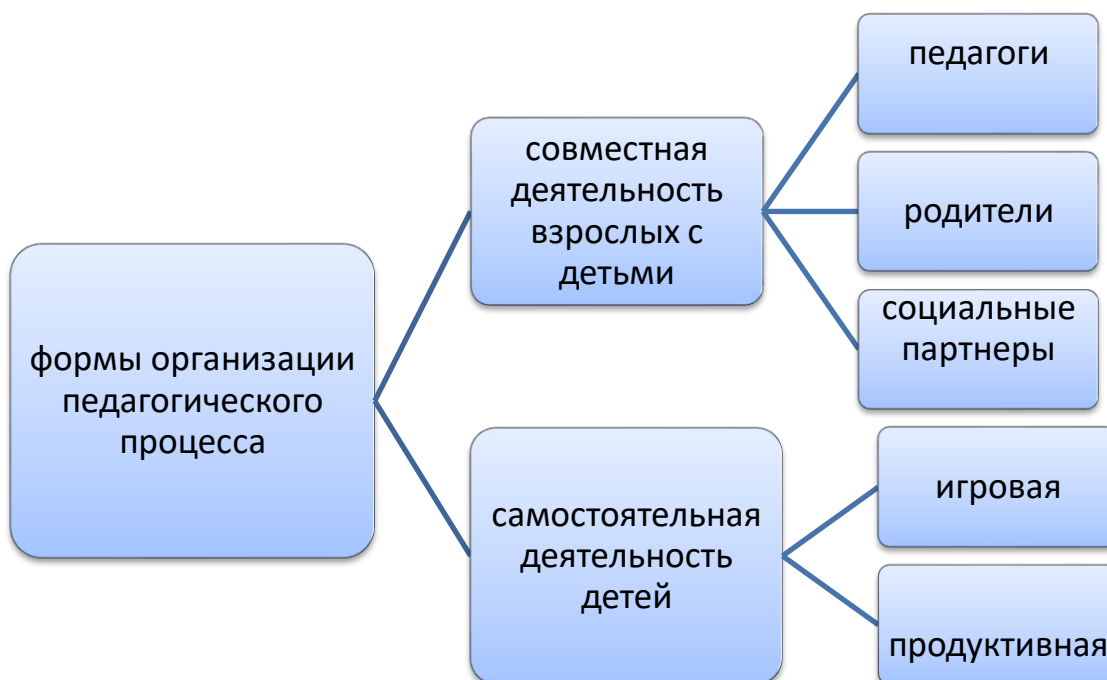 формы организации
педагогического
процесса
совместная
деятельность
взрослых с
детьми
педагоги
родители
социальные
партнеры
самостоятельная
деятельность
детей
игровая
продуктивная